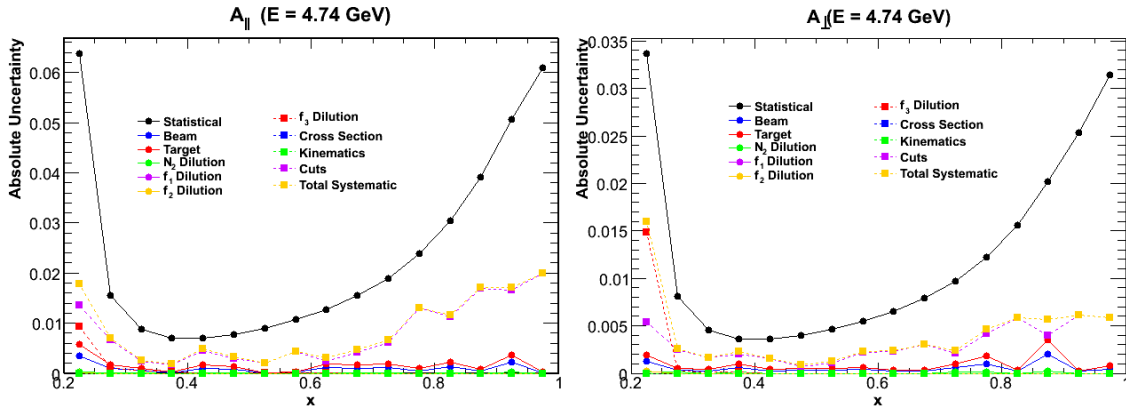 A∥ (E = 4.74 GeV)
Absolute Uncertainty
0.06
0.05
0.04
0.03
0.02
0.01
0
0.2
0.4
0.6
0.8
1
x
Statistical
Beam
Target
N2 Dilution
f1 Dilution
f2 Dilution
f3 Dilution
Cross Section
Kinematics
Cuts
Total Systematic
A⊥(E = 4.74 GeV)
Absolute Uncertainty
0.035
0.03
0.025
0.02
0.015
0.01
0.005
0
0.2
0.4
0.6
0.8
1
x
Statistical
Beam
Target
N2 Dilution
f1 Dilution
f2 Dilution
f3 Dilution
Cross Section
Kinematics
Cuts
Total Systematic